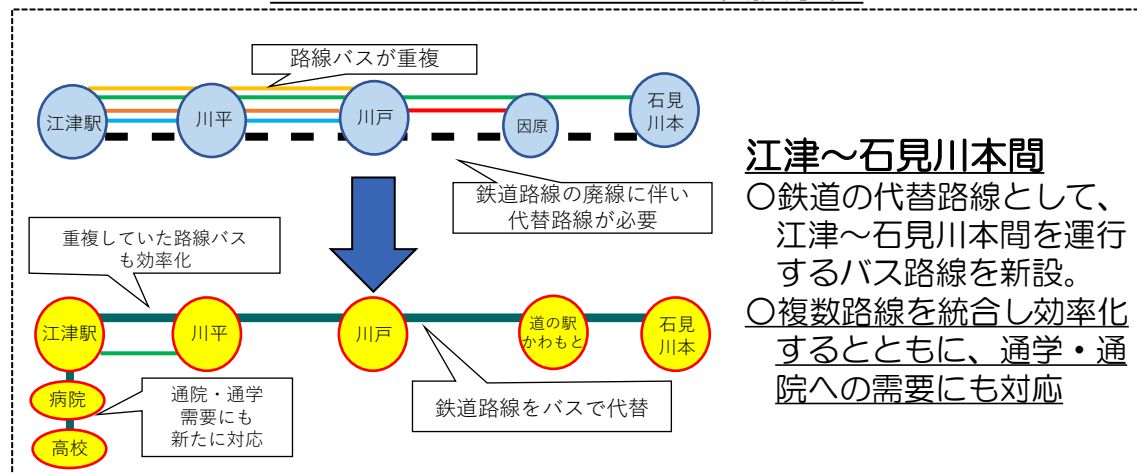 路線バスが重複
江津駅
川平
川戸
因原
石見
川本
鉄道路線の廃線に伴い
代替路線が必要
重複していた路線バス
も効率化
江津駅
川平
川戸
道の駅
かわもと
石見
川本
病院
高校
通院・通学
需要にも
新たに対応
鉄道路線をバスで代替
江津～石見川本間
〇鉄道の代替路線として、
江津～石見川本間を運行
するバス路線を新設。
〇複数路線を統合し効率化
するとともに、通学・通
院への需要にも対応